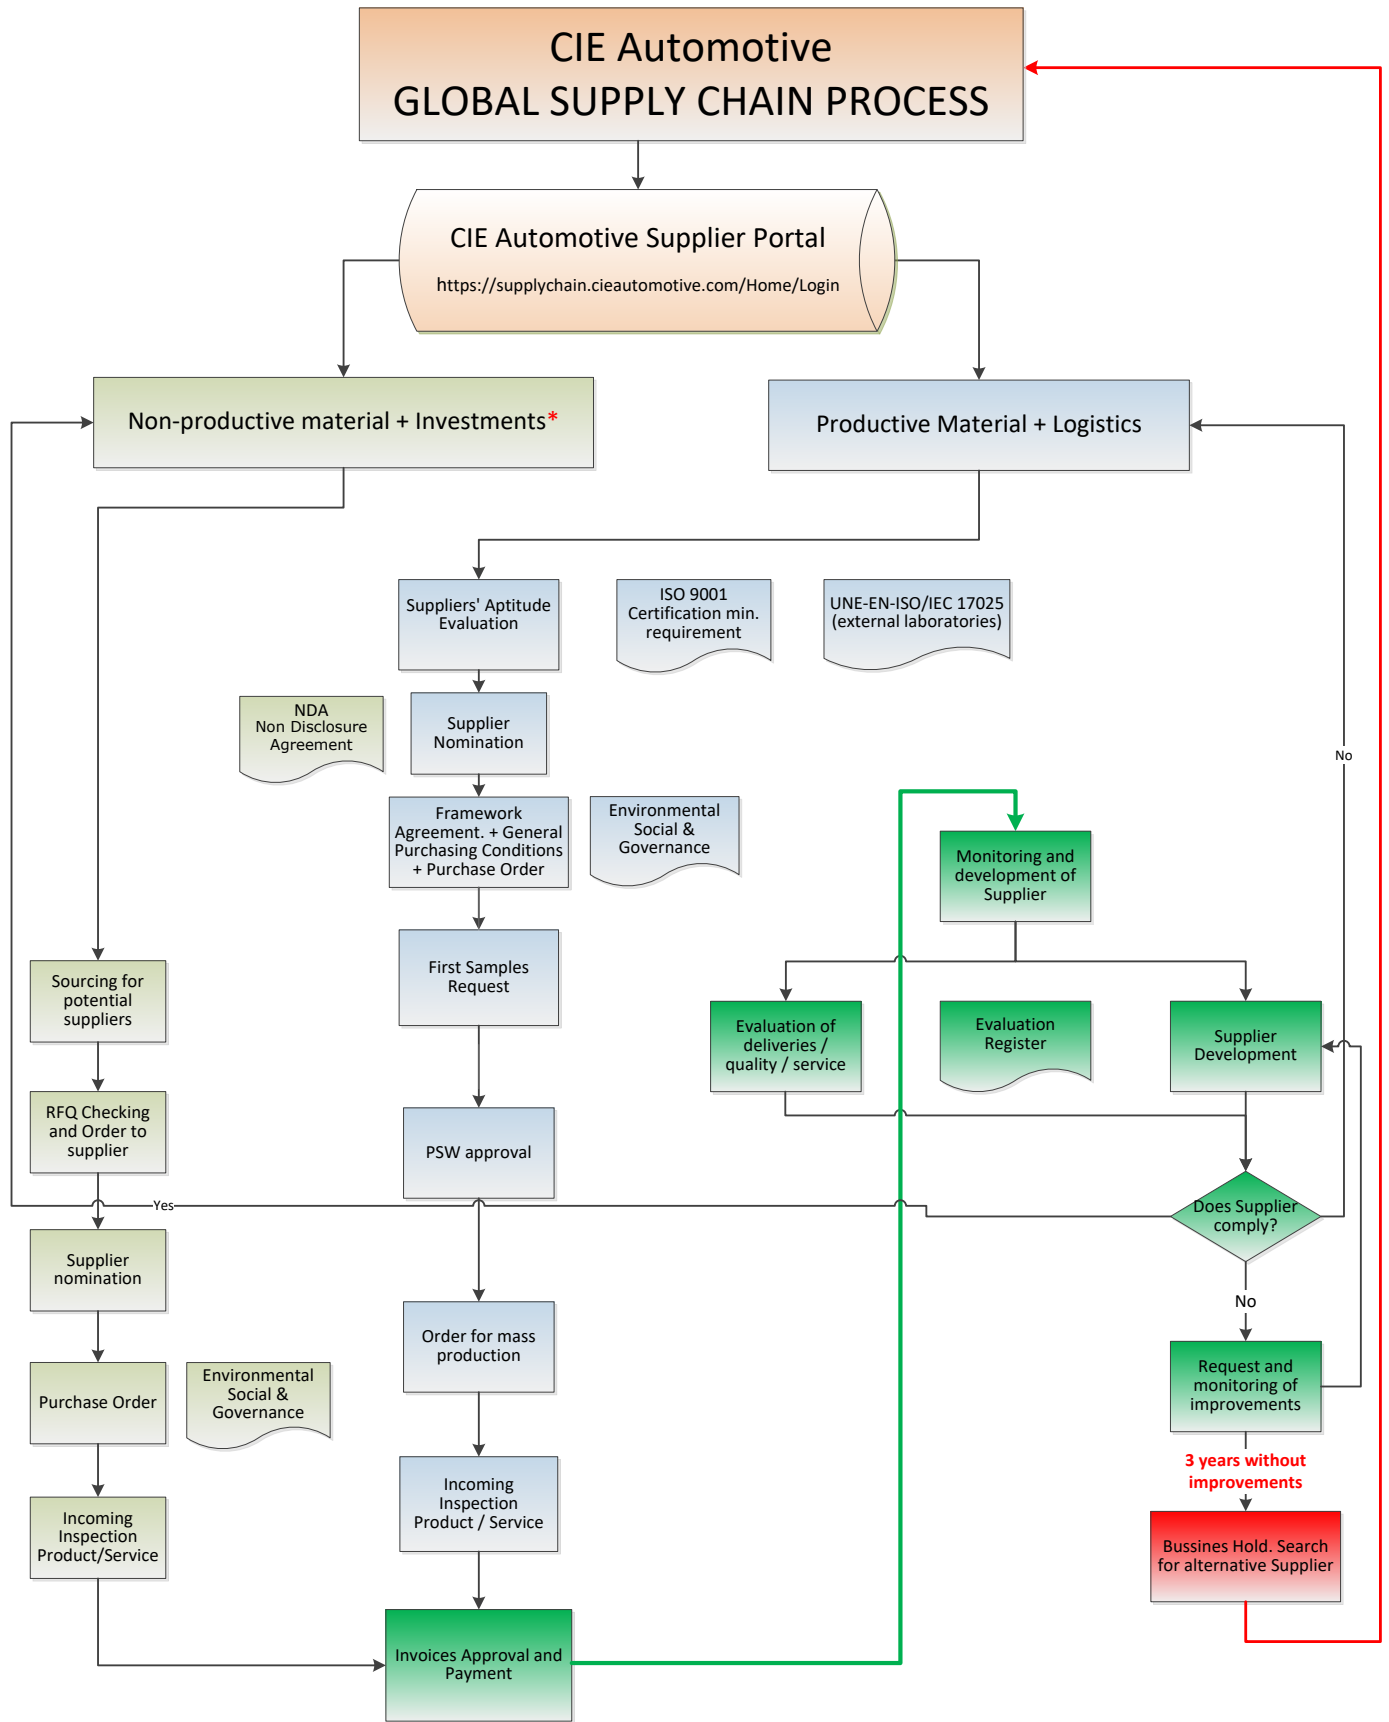 CIE Automotive
GLOBAL SUPPLY CHAIN PROCESS
CIE Automotive Supplier Portal
https://supplychain.cieautomotive.com/Home/Login
Non-productive material + Investments*
Productive Material + Logistics
Suppliers' Aptitude
Evaluation
ISO 9001
Certification min.
requirement
UNE-EN-ISO/IEC 17025
(external laboratories)
NDA
Non Disclosure
Agreement
Supplier
Nomination
Framework
Agreement. + General
Purchasing Conditions
+ Purchase Order
Environmental
Social &
Governance
No
Monitoring and
development of
Supplier
Sourcing for
potential
suppliers
First Samples
Request
Evaluation of
deliveries /
quality / service
Evaluation
Register
Supplier
Development
RFQ Checking
and Order to
supplier
PSW approval
Yes
Does Supplier
comply?
Supplier
nomination
No
Order for mass
production
Purchase Order
Environmental
Social &
Governance
Request and
monitoring of
improvements
3 years without
improvements
Incoming
Inspection
Product/Service
Incoming
Inspection
Product / Service
Bussines Hold. Search
for alternative Supplier
Invoices Approval and
Payment